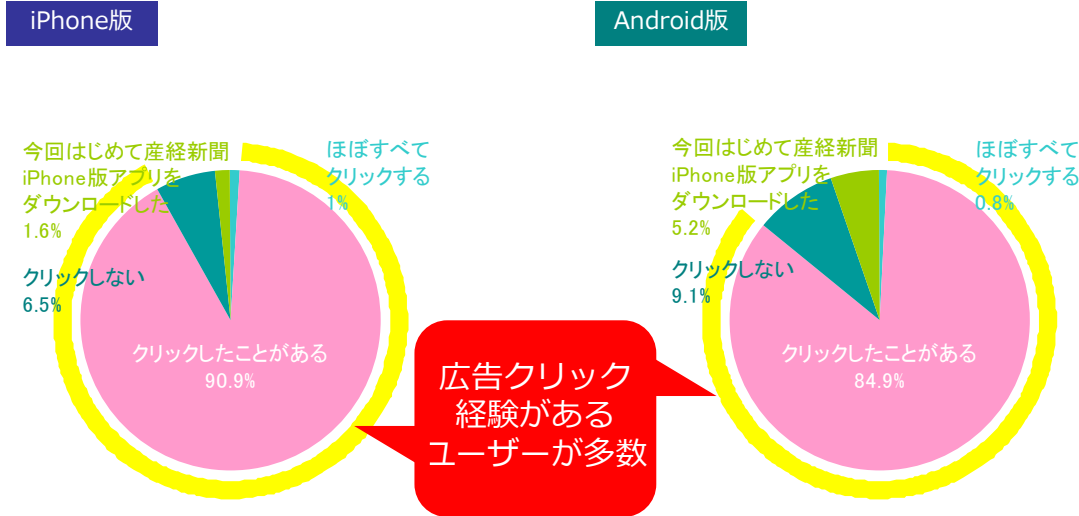 iPhone版
Android版
今回はじめて産経新聞
iPhone版アプリを
ダウンロードした
1.6%
ほぼすべて
クリックする
1%
クリックしない
6.5%
クリックしたことがある
90.9%
広告クリック
経験がある
ユーザーが多数
今回はじめて産経新聞
iPhone版アプリを
ダウンロードした
5.2%
ほぼすべて
クリックする
0.8%
クリックしない
9.1%
クリックしたことがある
84.9%